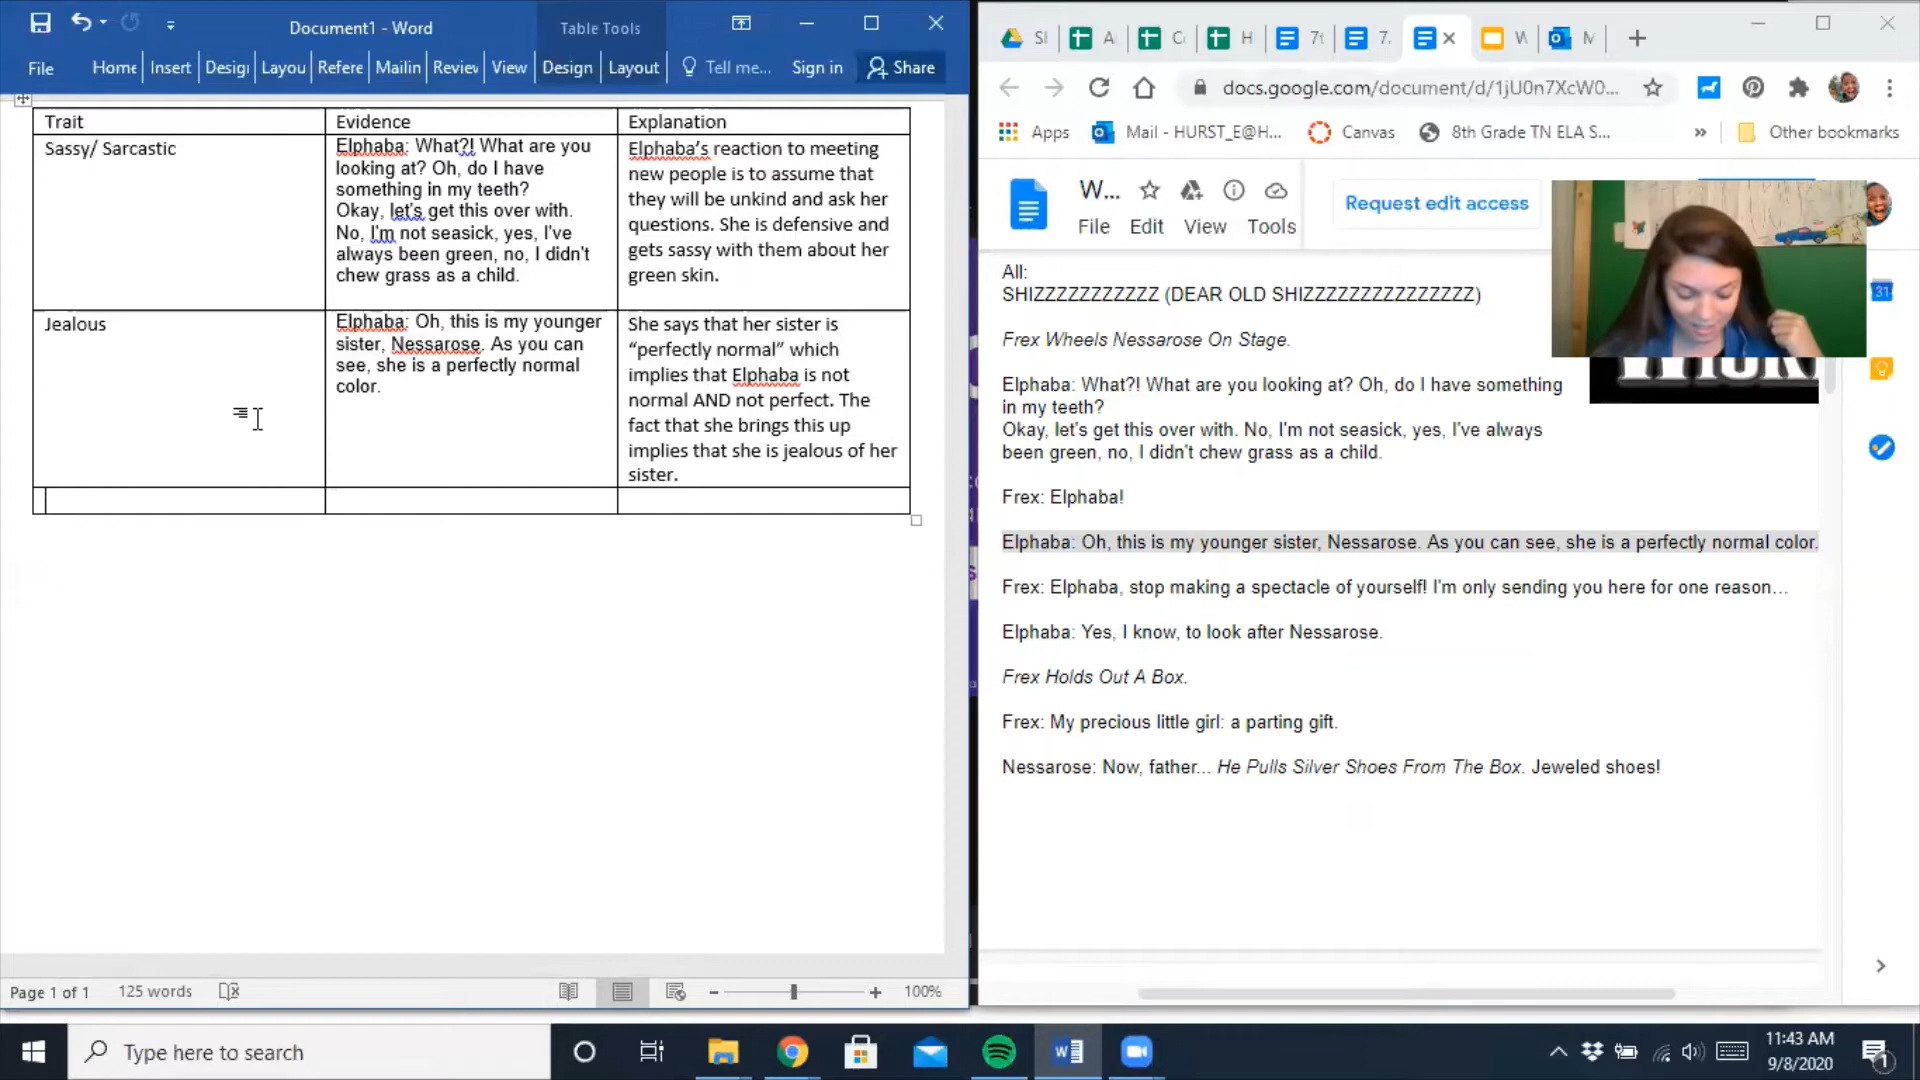 Document1 - Word
Table Tools
File Home Insert Desig Layou Refere Mailin Review View Design Layout Tell me... Sign in Share
Trait Evidence Explanation
Sassy/ Sarcastic
Elphaba: What?! What are you
looking at? Oh, do I have
something in my teeth?
Okay, let's get this over with.
No, I'm not seasick, yes, I've
always been green, no, I didn't
chew grass as a child.
Elphaba's reaction to meeting
new people is to assume that
they will be unkind and ask her
questions. She is defensive and
gets sassy with them about her
green skin.
Jealous
Elphaba: Oh, this is my younger
sister, Nessarose. As you can
see, she is a perfectly normal
color.
She says that her sister is
“perfectly normal” which
implies that Elphaba is not
normal AND not perfect. The
fact that she brings this up
implies that she is jealous of her
sister.
Page 1 of 1 125 words
100%
SI A C H 7t 7. W M
docs.google.com/document/d/1jU0n7XcW0...
Apps Mail - HURST_E@H... Canvas 8th Grade TN ELA S... » Other bookmarks
W...
Request edit access
File Edit View Tools
31
All:
SHIZZZZZZZZZZZ (DEAR OLD SHIZZZZZZZZZZZZZZZ)
Frex Wheels Nessarose On Stage.
Elphaba: What?! What are you looking at? Oh, do I have something
in my teeth?
Okay, let's get this over with. No, I'm not seasick, yes, I've always
been green, no, I didn't chew grass as a child.
Frex: Elphaba!
Elphaba: Oh, this is my younger sister, Nessarose. As you can see, she is a perfectly normal color.
Frex: Elphaba, stop making a spectacle of yourself! I'm only sending you here for one reason…
Elphaba: Yes, I know, to look after Nessarose.
Frex Holds Out A Box.
Frex: My precious little girl: a parting gift.
Nessarose: Now, father... He Pulls Silver Shoes From The Box. Jeweled shoes!
Type here to search
11:43 AM
9/8/2020
1